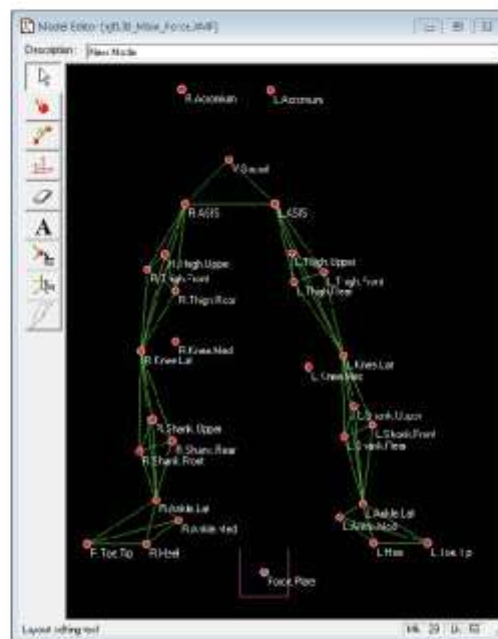 Model Editor
Description: New Model
A
R.Acromium
L.Acromium
V.Sacral
R.ASIS
L.ASIS
R.Thigh.Upper
L.Thigh.Upper
R.Thigh.Front
L.Thigh.Front
L.Thigh.Rear
R.Thigh.Rear
R.Knee.Med
R.Knee.Lat
L.Knee.Lat
L.Knee.Med
L.Shank.Upper
R.Shank.Upper
L.Shank.Front
R.Shank.Rear
L.Shank.Rear
R.Shank.Front
R.Ankle.Lat
L.Ankle.Lat
R.Ankle.Med
L.Ankle.Med
R.Toe.Tip
R.Heel
L.Heel
L.Toe.Tip
Force.Plate
Layout editing tool